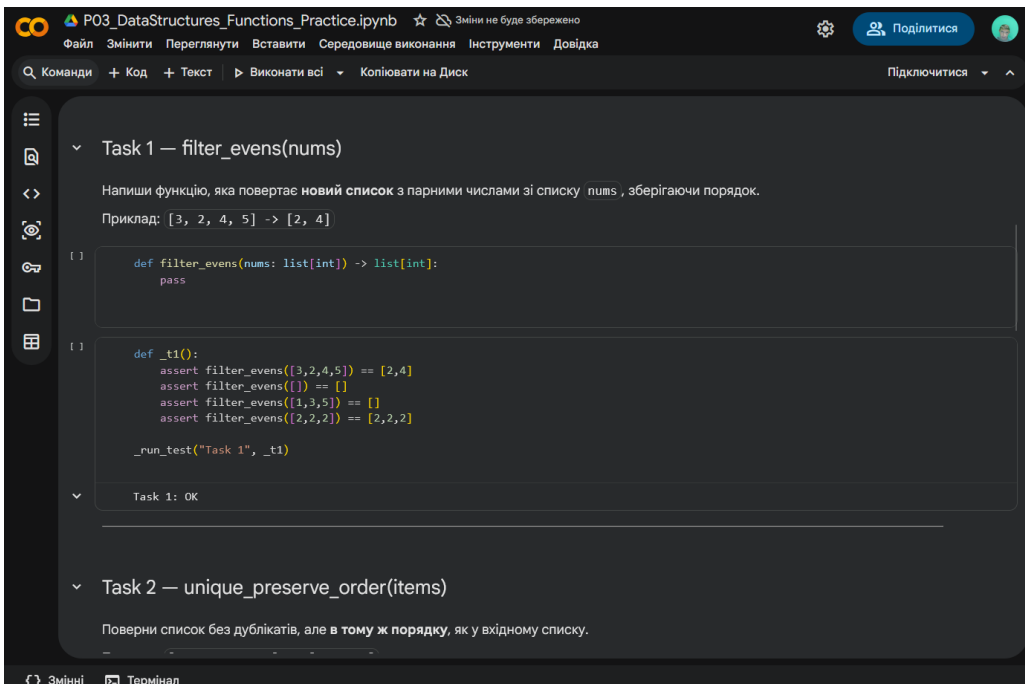 P03_DataStructures_Functions_Practice.ipynb Зміни не буде збережено
Файл Змінити Переглянути Вставити Середовище виконання Інструменти Довідка
Поділитися
Команди + Код + Текст Виконати всі Копіювати на Диск Підключитися
Task 1 — filter_evens(nums)
Напиши функцію, яка повертає новий список з парними числами зі списку nums, зберігаючи порядок.
Приклад: [3, 2, 4, 5] -> [2, 4]
[ ] def filter_evens(nums: list[int]) -> list[int]:
pass
[ ] def _t1():
assert filter_evens([3,2,4,5]) == [2,4]
assert filter_evens([]) == []
assert filter_evens([1,3,5]) == []
assert filter_evens([2,2,2]) == [2,2,2]
_run_test("Task 1", _t1)
Task 1: OK
Task 2 — unique_preserve_order(items)
Поверни список без дублікатів, але в тому ж порядку, як у вхідному списку.
{} Змінні Термінал